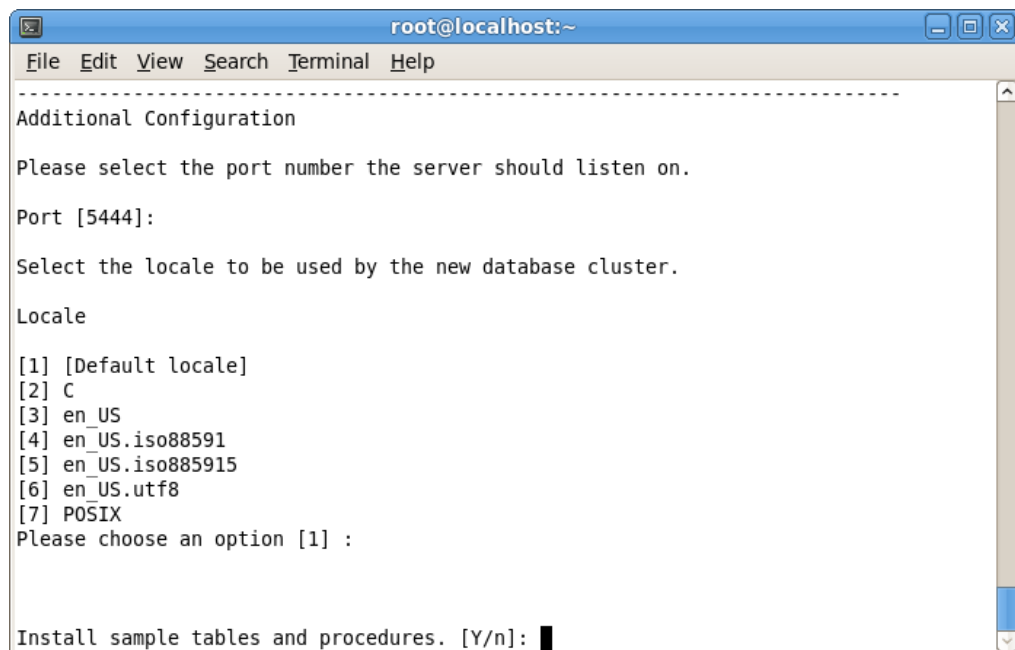 root@localhost:~
File Edit View Search Terminal Help
--------------------------------------------------------------------------------
Additional Configuration
Please select the port number the server should listen on.
Port [5444]:
Select the locale to be used by the new database cluster.
Locale
[1] [Default locale]
[2] C
[3] en_US
[4] en_US.iso88591
[5] en_US.iso885915
[6] en_US.utf8
[7] POSIX
Please choose an option [1] :
Install sample tables and procedures. [Y/n]: